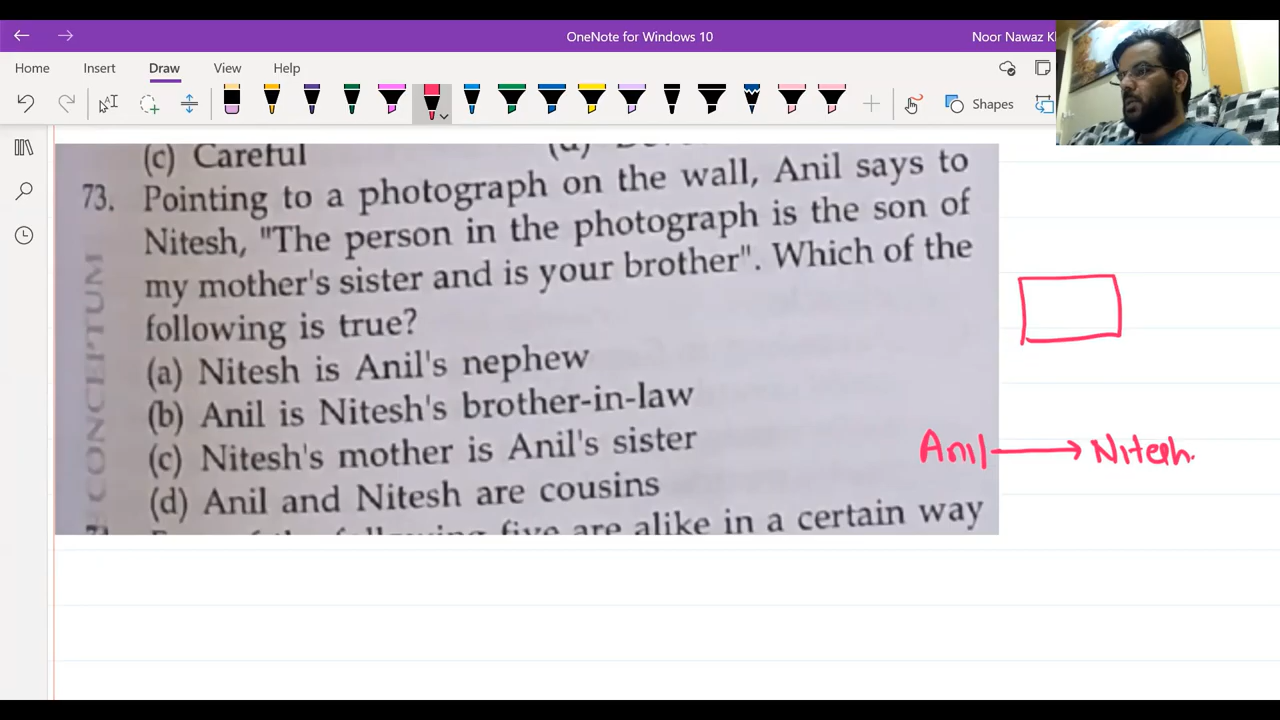 OneNote for Windows 10
Noor Nawaz
Home Insert Draw View Help
Shapes
(c) Careful
73. Pointing to a photograph on the wall, Anil says to
Nitesh, "The person in the photograph is the son of
my mother's sister and is your brother". Which of the
following is true?
(a) Nitesh is Anil's nephew
(b) Anil is Nitesh's brother-in-law
(c) Nitesh's mother is Anil's sister
(d) Anil and Nitesh are cousins
following five are alike in a certain way
CONCEPTUM
Anil → Nitesh.